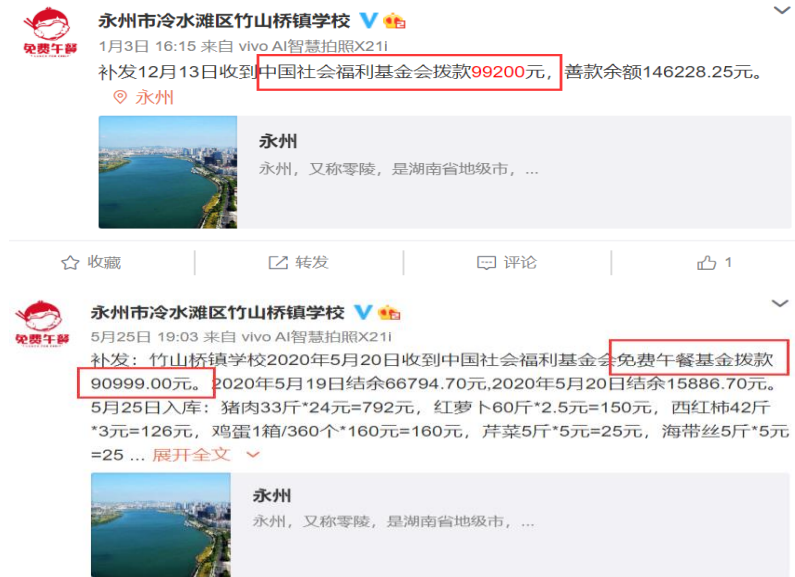 永州市冷水滩区竹山桥镇学校
免费午餐
1月3日 16:15 来自 vivo AI智慧拍照X21i
补发12月13日收到中国社会福利基金会拨款99200元，善款余额146228.25元。
永州
永州
永州，又称零陵，是湖南省地级市，...
收藏
转发
评论
1
永州市冷水滩区竹山桥镇学校
免费午餐
5月25日 19:03 来自 vivo AI智慧拍照X21i
补发：竹山桥镇学校2020年5月20日收到中国社会福利基金会免费午餐基金拨款
90999.00元。2020年5月19日结余66794.70元,2020年5月20日结余15886.70元。
5月25日入库：猪肉33斤*24元=792元，红萝卜60斤*2.5元=150元，西红柿42斤
*3元=126元，鸡蛋1箱/360个*160元=160元，芹菜5斤*5元=25元，海带丝5斤*5元
=25 ... 展开全文
永州
永州，又称零陵，是湖南省地级市，...